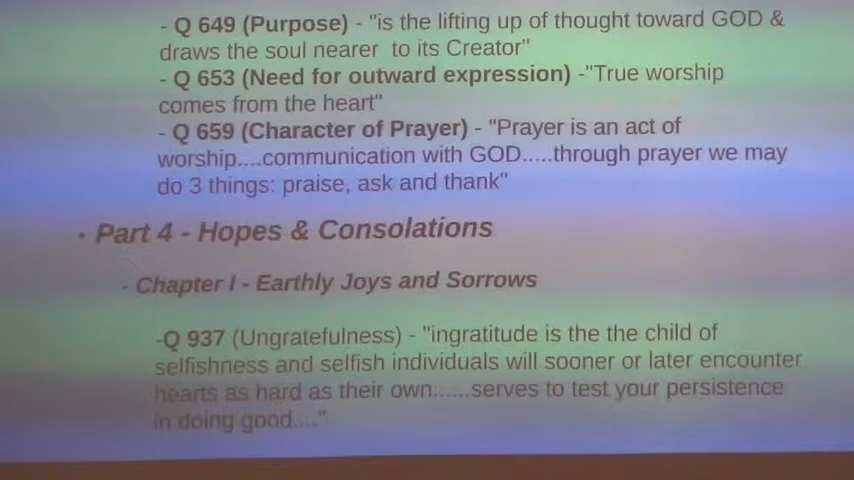 - Q 649 (Purpose) - "is the lifting up of thought toward GOD &
draws the soul nearer to its Creator"
- Q 653 (Need for outward expression) -"True worship
comes from the heart"
- Q 659 (Character of Prayer) - "Prayer is an act of
worship....communication with GOD.....through prayer we may
do 3 things: praise, ask and thank"
• Part 4 - Hopes & Consolations
- Chapter I - Earthly Joys and Sorrows
-Q 937 (Ungratefulness) - "ingratitude is the the child of
selfishness and selfish individuals will sooner or later encounter
hearts as hard as their own......serves to test your persistence
in doing good...."